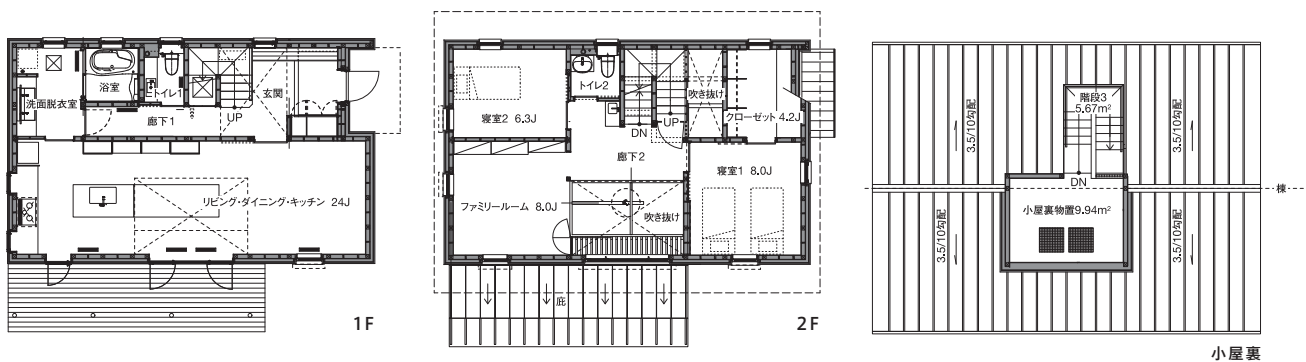 浴室
トイレ1
玄関
洗面脱衣室
廊下1
UP
リビング・ダイニング・キッチン 24J
1F
トイレ2
吹き抜け
寝室2 6.3J
DN
UP
クローゼット 4.2J
廊下2
寝室1 8.0J
ファミリールーム 8.0J
吹き抜け
庇
2F
階段3
5.67m²
3.5/10勾配
3.5/10勾配
DN
棟
小屋裏物置9.94m²
3.5/10勾配
3.5/10勾配
小屋裏